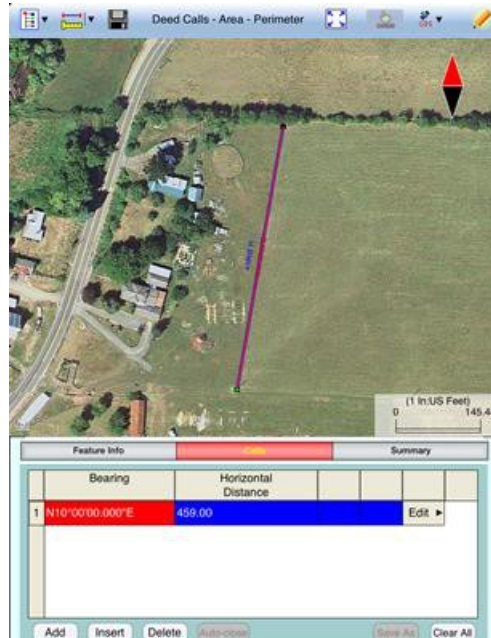 Deed Calls - Area - Perimeter
(1 In:US Feet)
0 145.4
Feature Info Calls Summary
Bearing Horizontal Distance
1 N10°00'00.000"E 459.00 Edit ►
Add Insert Delete Auto-close Save As Clear All